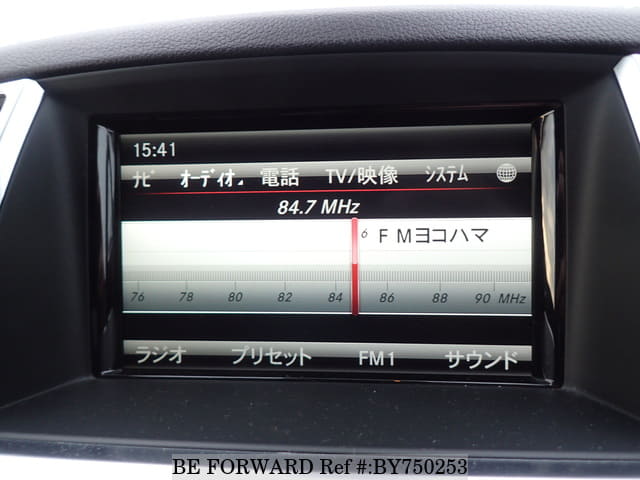 15:41
ﾅﾋﾞ ｵｰﾃﾞｨｵ 電話 TV/映像 ｼｽﾃﾑ
84.7 MHz
6 ＦＭヨコハマ
76 78 80 82 84 86 88 90 MHz
ラジオ プリセット FM1 サウンド
BE FORWARD Ref #:BY750253